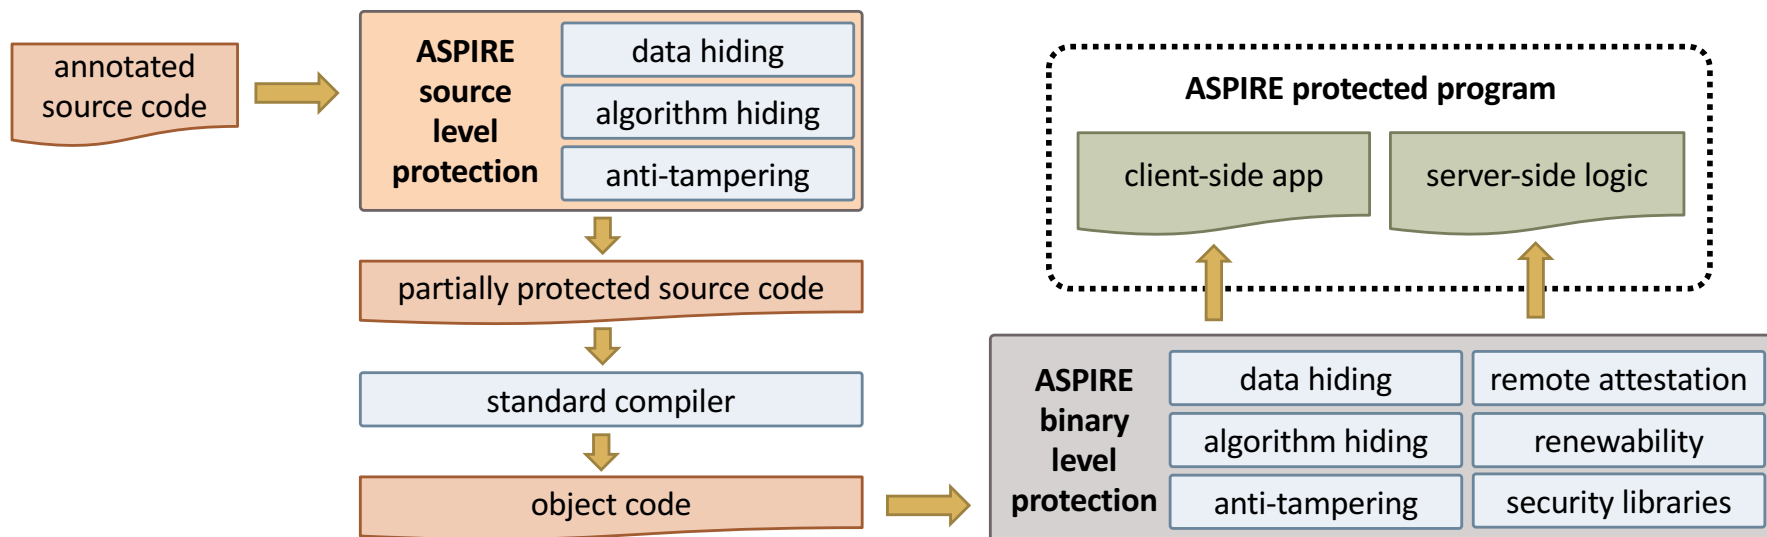 annotated
source code
ASPIRE
source
level
protection
data hiding
algorithm hiding
anti-tampering
partially protected source code
standard compiler
object code
ASPIRE
binary
level
protection
data hiding
algorithm hiding
anti-tampering
remote attestation
renewability
security libraries
ASPIRE protected program
client-side app
server-side logic